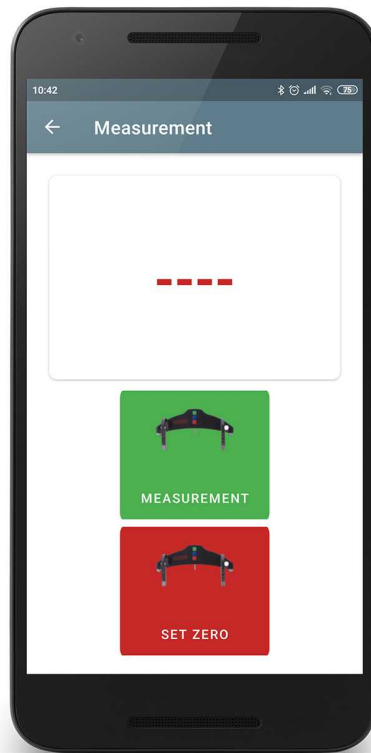 10:42
75
Measurement
----
MEASUREMENT
SET ZERO